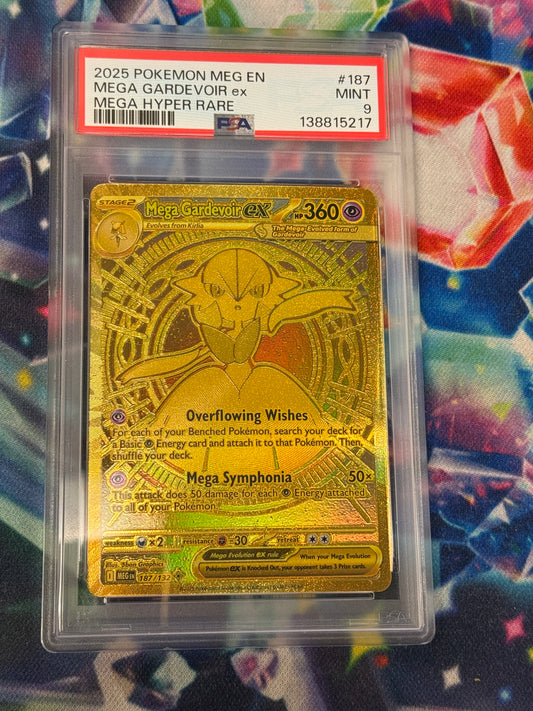 2025 POKEMON MEG EN #187
MEGA GARDEVOIR ex MINT
MEGA HYPER RARE 9
PSA 138815217
STAGE2 Mega Gardevoir ex HP360
Evolves from Kirlia
The Mega-Evolved form of
Gardevoir
Overflowing Wishes
For each of your Benched Pokémon, search your deck for
a Basic Energy card and attach it to that Pokémon. Then,
shuffle your deck.
Mega Symphonia 50×
This attack does 50 damage for each Energy attached
to all of your Pokémon.
weakness ×2 resistance -30 retreat
Mega Evolution ex rule
When your Mega Evolution
Pokémon ex is Knocked Out, your opponent takes 3 Prize cards.
Illus. 5ban Graphics
MEG EN 187/132
PSA